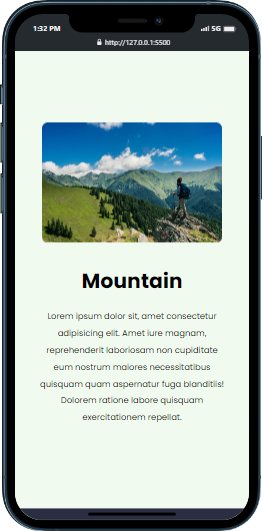 1:32 PM
5G
http://127.0.0.1:5500
Mountain
Lorem ipsum dolor sit, amet consectetur
adipisicing elit. Amet iure magnam,
reprehenderit laboriosam non cupiditate
eum nostrum maiores necessitatibus
quisquam quam aspernatur fuga blanditiis!
Dolorem ratione labore quisquam
exercitationem repellat.